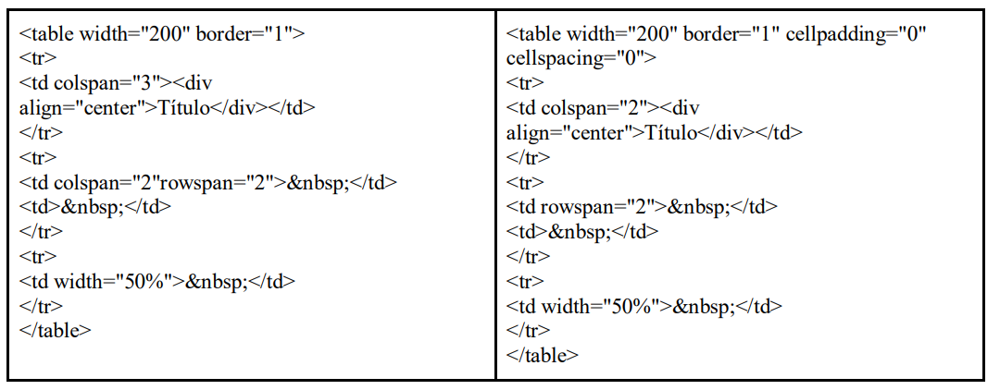 <table width="200" border="1">
<tr>
<td colspan="3"><div
align="center">Título</div></td>
</tr>
<tr>
<td colspan="2"rowspan="2">&nbsp;</td>
<td>&nbsp;</td>
</tr>
<tr>
<td width="50%">&nbsp;</td>
</tr>
</table>
<table width="200" border="1" cellpadding="0"
cellspacing="0">
<tr>
<td colspan="2"><div
align="center">Título</div></td>
</tr>
<tr>
<td rowspan="2">&nbsp;</td>
<td>&nbsp;</td>
</tr>
<tr>
<td width="50%">&nbsp;</td>
</tr>
</table>